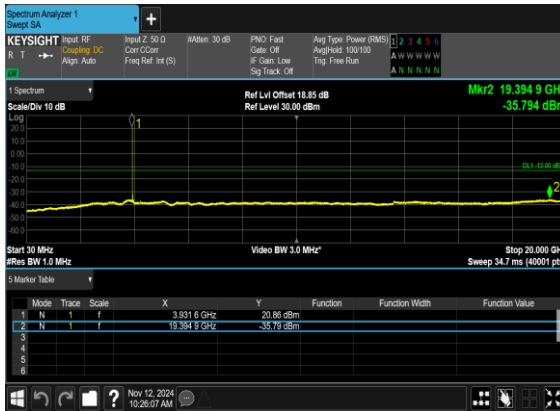 Spectrum Analyzer 1
Swept SA
+
KEYSIGHT
R T
LXI
Input: RF
Coupling: DC
Align: Auto
Input Z: 50 Ω
Corr CCorr
Freq Ref: Int (S)
#Atten: 30 dB
PNO: Fast
Gate: Off
IF Gain: Low
Sig Track: Off
Avg Type: Power (RMS)
Avg|Hold: 100/100
Trig: Free Run
1 2 3 4 5 6
A W W W W W
A N N N N N
1 Spectrum
Scale/Div 10 dB
Ref Lvl Offset 18.85 dB
Ref Level 30.00 dBm
Mkr2 19.394 9 GHz
-35.794 dBm
Log
20.0
10.0
0.00
-10.0
-20.0
-30.0
-40.0
-50.0
-60.0
1
DL1 -13.00 dB
2
Start 30 MHz
#Res BW 1.0 MHz
Video BW 3.0 MHz*
Stop 20.000 GH
Sweep 34.7 ms (40001 pts
5 Marker Table
Mode Trace Scale X Y Function Function Width Function Value
1 N 1 f 3.931 6 GHz 20.86 dBm
2 N 1 f 19.394 9 GHz -35.79 dBm
3
4
5
6
?
Nov 12, 2024
10:26:07 AM